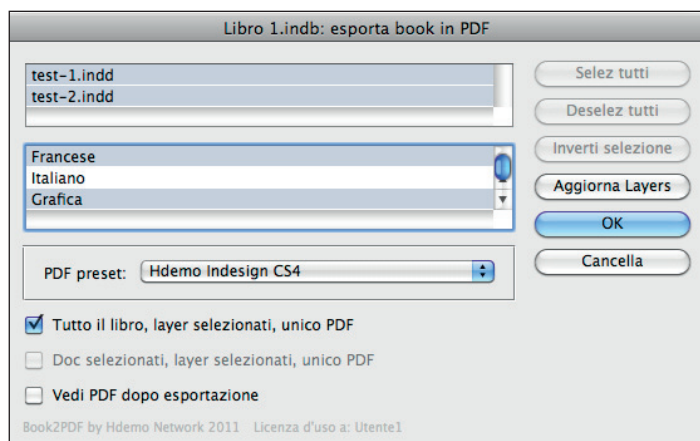 Libro 1.indb: esporta book in PDF
test-1.indd
test-2.indd
Francese
Italiano
Grafica
PDF preset: Hdemo Indesign CS4
Tutto il libro, layer selezionati, unico PDF
Doc selezionati, layer selezionati, unico PDF
Vedi PDF dopo esportazione
Book2PDF by Hdemo Network 2011 Licenza d'uso a: Utente1
Selez tutti
Deselez tutti
Inverti selezione
Aggiorna Layers
OK
Cancella